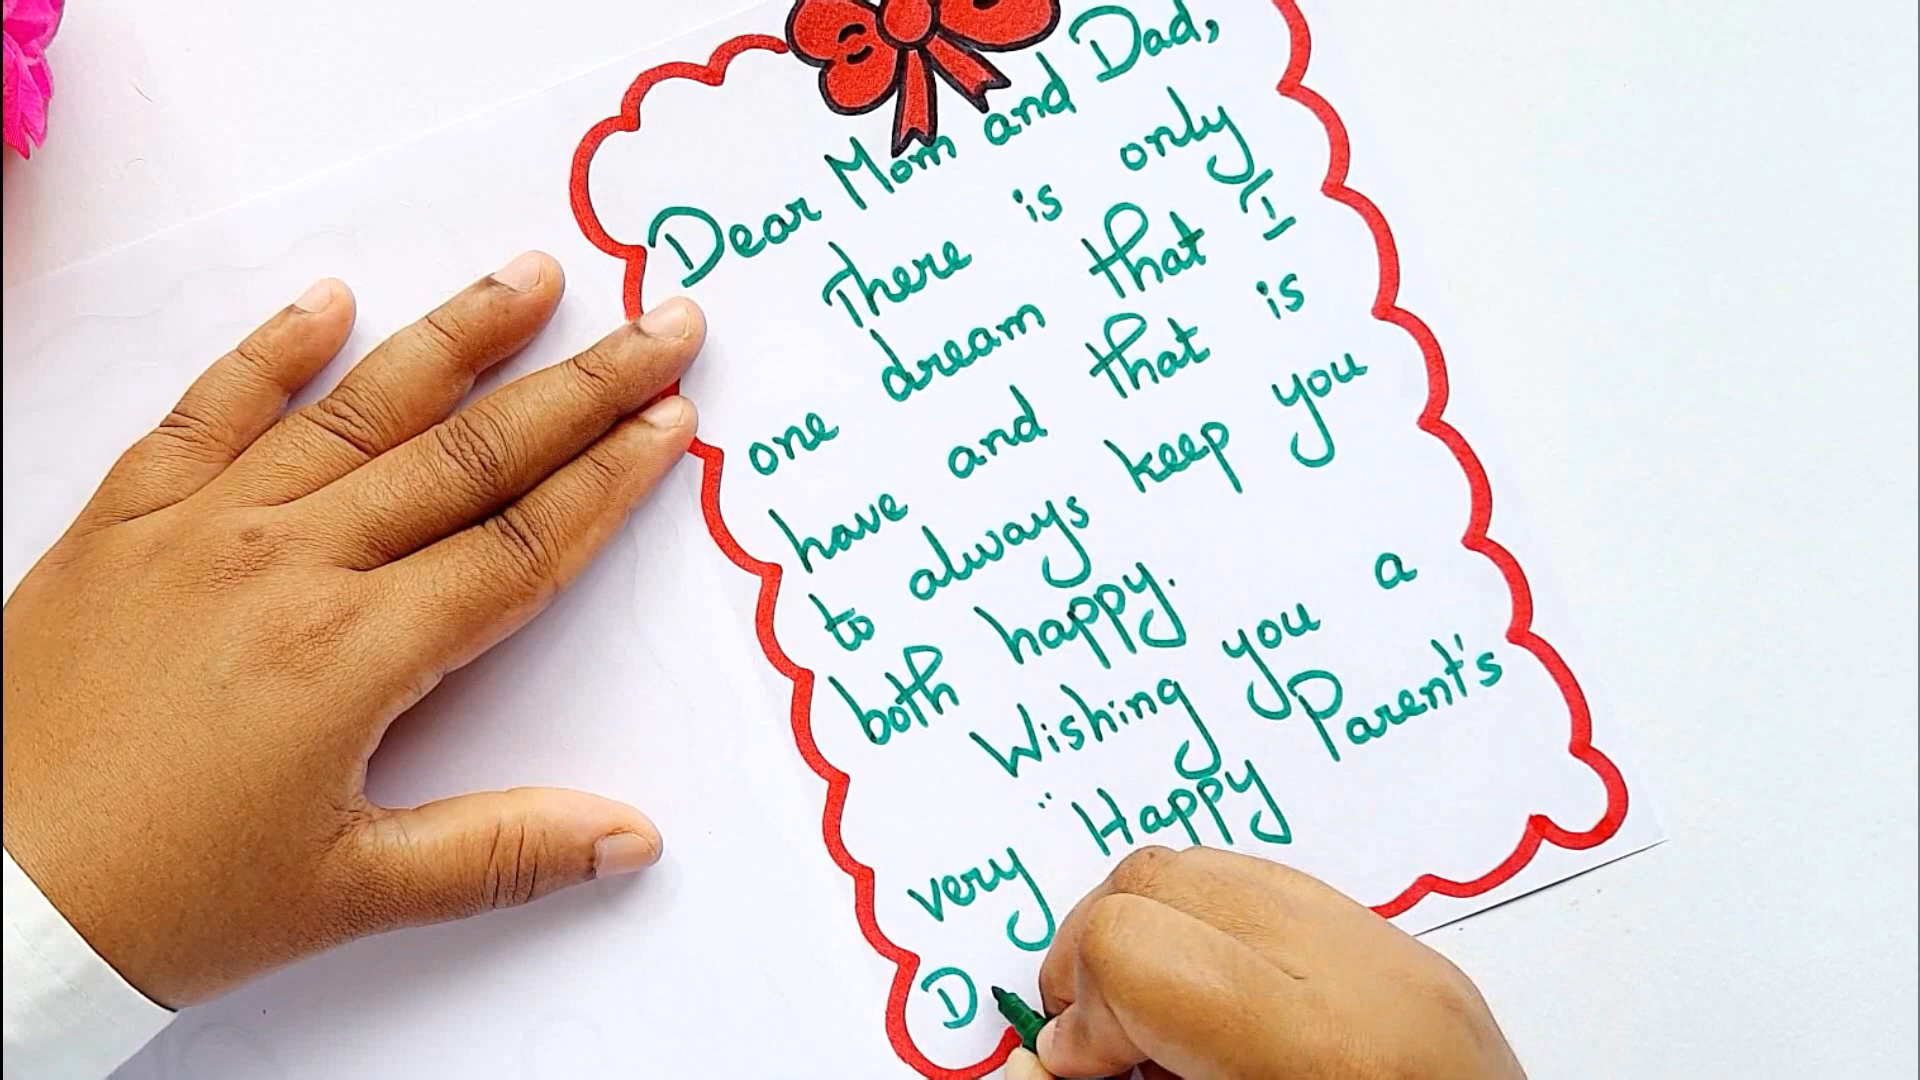 Dear Mom and Dad,
There is only
one dream that I
have and that is
to always keep you
both happy.
Wishing you a
very "Happy Parent's
D